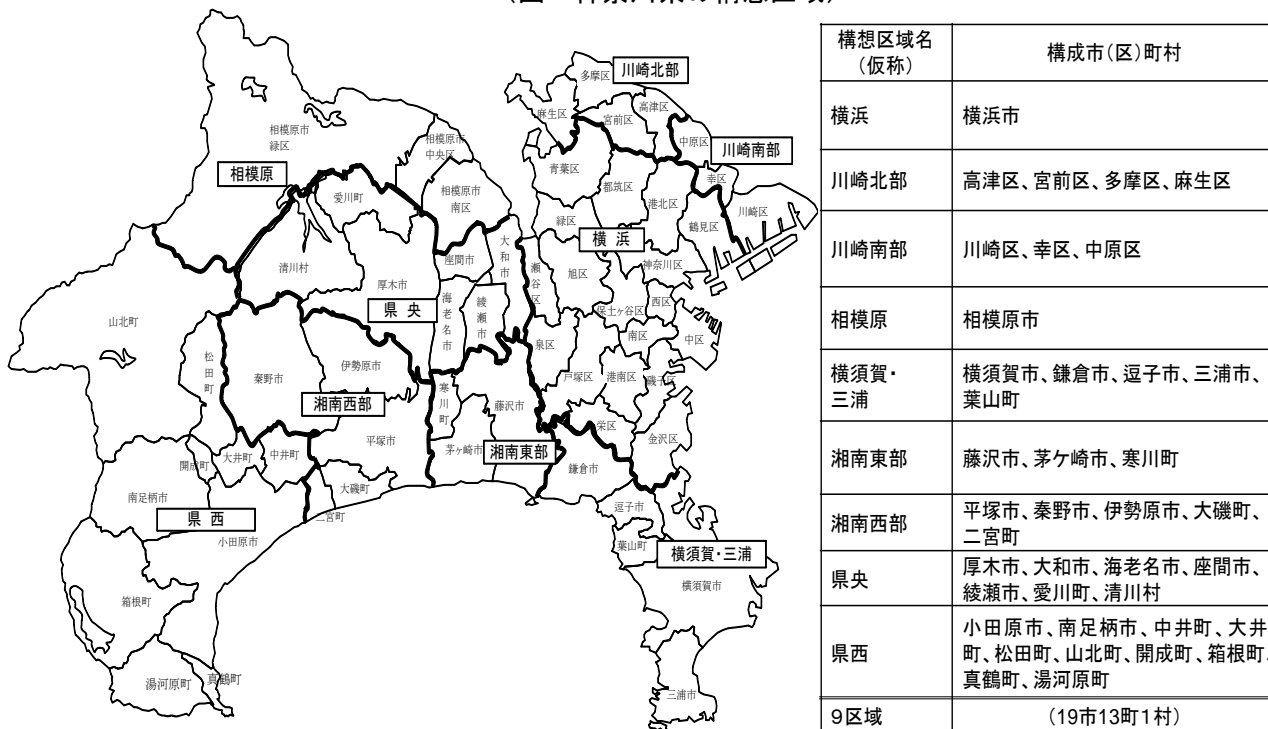 相模原市
緑区
相模原
相模原市
中央区
相模原市
南区
愛川町
清川村
厚木市
県 央
座間市
大和市
海老名市
綾瀬市
山北町
松田町
秦野市
伊勢原市
湘南西部
平塚市
大磯町
二宮町
寒川町
藤沢市
茅ヶ崎市
湘南東部
開成町
大井町
中井町
南足柄市
県 西
小田原市
箱根町
湯河原町
真鶴町
多摩区
川崎北部
麻生区
宮前区
高津区
中原区
川崎南部
幸区
川崎区
青葉区
都筑区
港北区
鶴見区
緑区
横 浜
瀬谷区
旭区
神奈川区
保土ヶ谷区
西区
中区
南区
泉区
戸塚区
港南区
磯子区
栄区
金沢区
鎌倉市
逗子市
葉山町
横須賀・三浦
横須賀市
三浦市
構想区域名
(仮称)
構成市(区)町村
横浜
横浜市
川崎北部
高津区、宮前区、多摩区、麻生区
川崎南部
川崎区、幸区、中原区
相模原
相模原市
横須賀・
三浦
横須賀市、鎌倉市、逗子市、三浦市、
葉山町
湘南東部
藤沢市、茅ケ崎市、寒川町
湘南西部
平塚市、秦野市、伊勢原市、大磯町、
二宮町
県央
厚木市、大和市、海老名市、座間市、
綾瀬市、愛川町、清川村
県西
小田原市、南足柄市、中井町、大井
町、松田町、山北町、開成町、箱根町、
真鶴町、湯河原町
9区域
(19市13町1村)